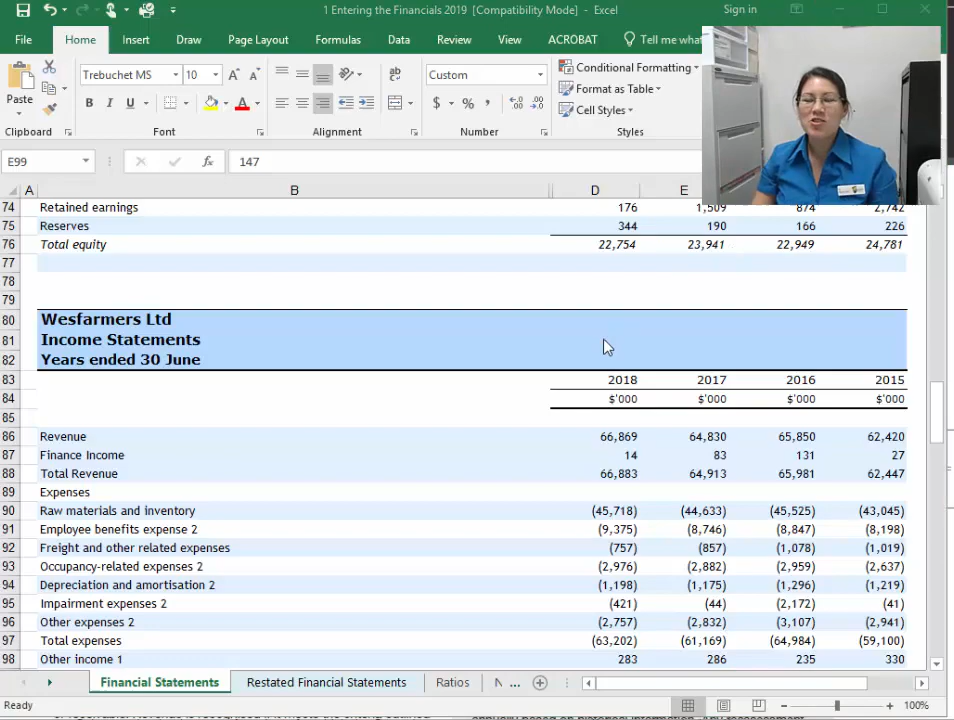 1 Entering the Financials 2019 [Compatibility Mode] - Excel
Sign in
File Home Insert Draw Page Layout Formulas Data Review View ACROBAT Tell me what
Paste
Trebuchet MS 10
B I U
Custom
$ % ,
Conditional Formatting
Format as Table
Cell Styles
Clipboard Font Alignment Number Styles
E99 fx 147
A B D E
74 Retained earnings 176 1,509 874 2,742
75 Reserves 344 190 166 226
76 Total equity 22,754 23,941 22,949 24,781
77
78
79
80 Wesfarmers Ltd
81 Income Statements
82 Years ended 30 June
83 2018 2017 2016 2015
84 $'000 $'000 $'000 $'000
85
86 Revenue 66,869 64,830 65,850 62,420
87 Finance Income 14 83 131 27
88 Total Revenue 66,883 64,913 65,981 62,447
89 Expenses
90 Raw materials and inventory (45,718) (44,633) (45,525) (43,045)
91 Employee benefits expense 2 (9,375) (8,746) (8,847) (8,198)
92 Freight and other related expenses (757) (857) (1,078) (1,019)
93 Occupancy-related expenses 2 (2,976) (2,882) (2,959) (2,637)
94 Depreciation and amortisation 2 (1,198) (1,175) (1,296) (1,219)
95 Impairment expenses 2 (421) (44) (2,172) (41)
96 Other expenses 2 (2,757) (2,832) (3,107) (2,941)
97 Total expenses (63,202) (61,169) (64,984) (59,100)
98 Other income 1 283 286 235 330
Financial Statements Restated Financial Statements Ratios N ...
Ready 100%